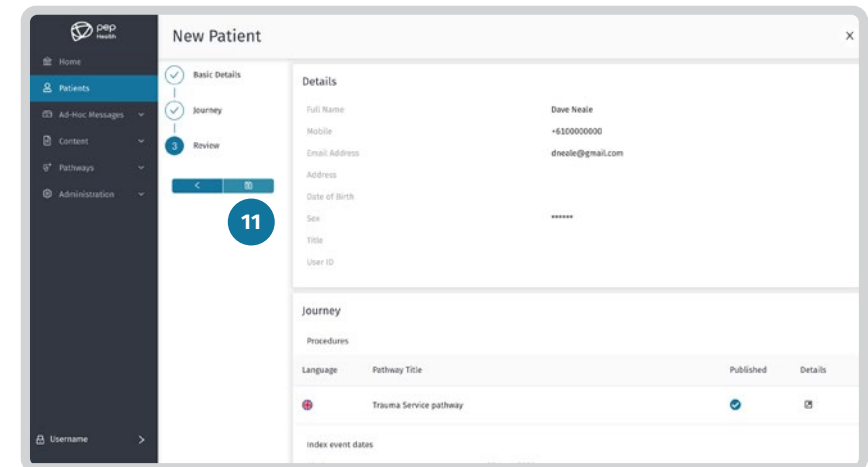 pep
Health
New Patient
Home
Patients
Ad-Hoc Messages
Content
Pathways
Administration
Username
Basic Details
Journey
3 Review
11
Details
Full Name Dave Neale
Mobile +6100000000
Email Address dneale@gmail.com
Address
Date of Birth
Sex ******
Title
User ID
Journey
Procedures
Language Pathway Title Published Details
Trauma Service pathway
Index event dates